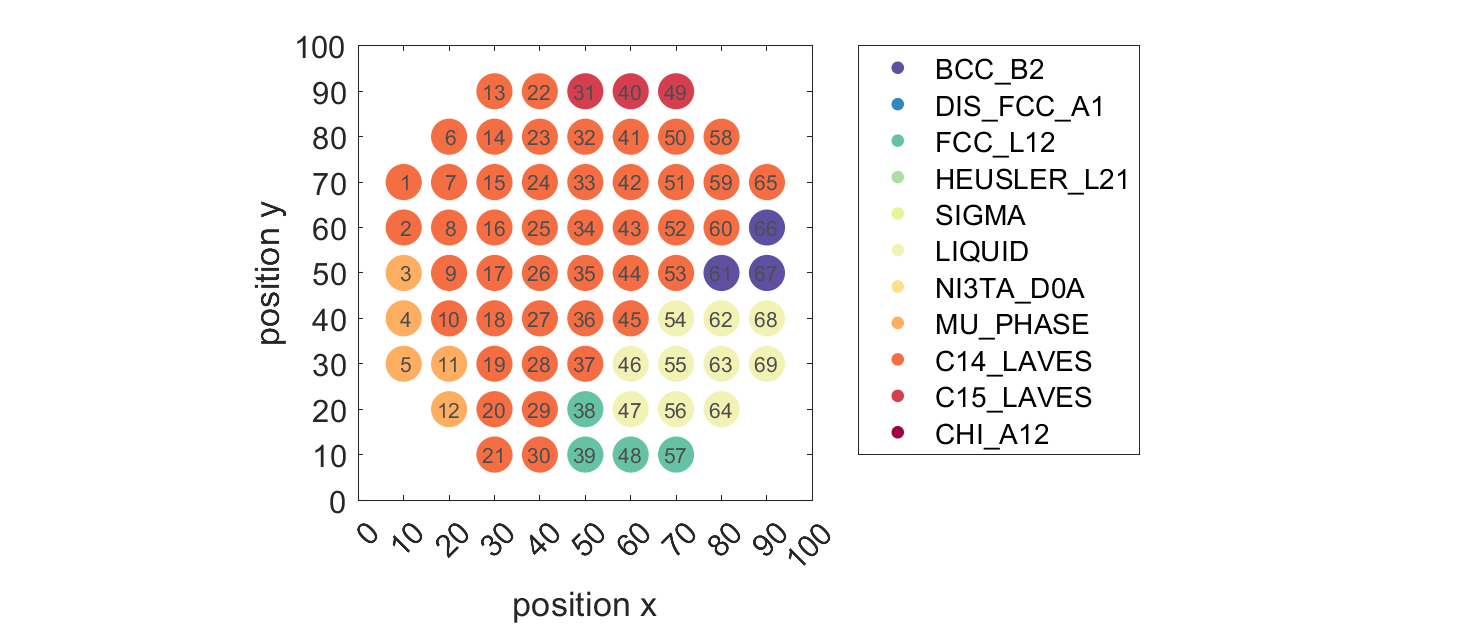 100
90
80
70
60
50
40
30
20
10
0
position y
13 22 31 40 49
6 14 23 32 41 50 58
1 7 15 24 33 42 51 59 65
2 8 16 25 34 43 52 60 66
3 9 17 26 35 44 53 61 67
4 10 18 27 36 45 54 62 68
5 11 19 28 37 46 55 63 69
12 20 29 38 47 56 64
21 30 39 48 57
0 10 20 30 40 50 60 70 80 90 100
position x
BCC_B2
DIS_FCC_A1
FCC_L12
HEUSLER_L21
SIGMA
LIQUID
NI3TA_D0A
MU_PHASE
C14_LAVES
C15_LAVES
CHI_A12